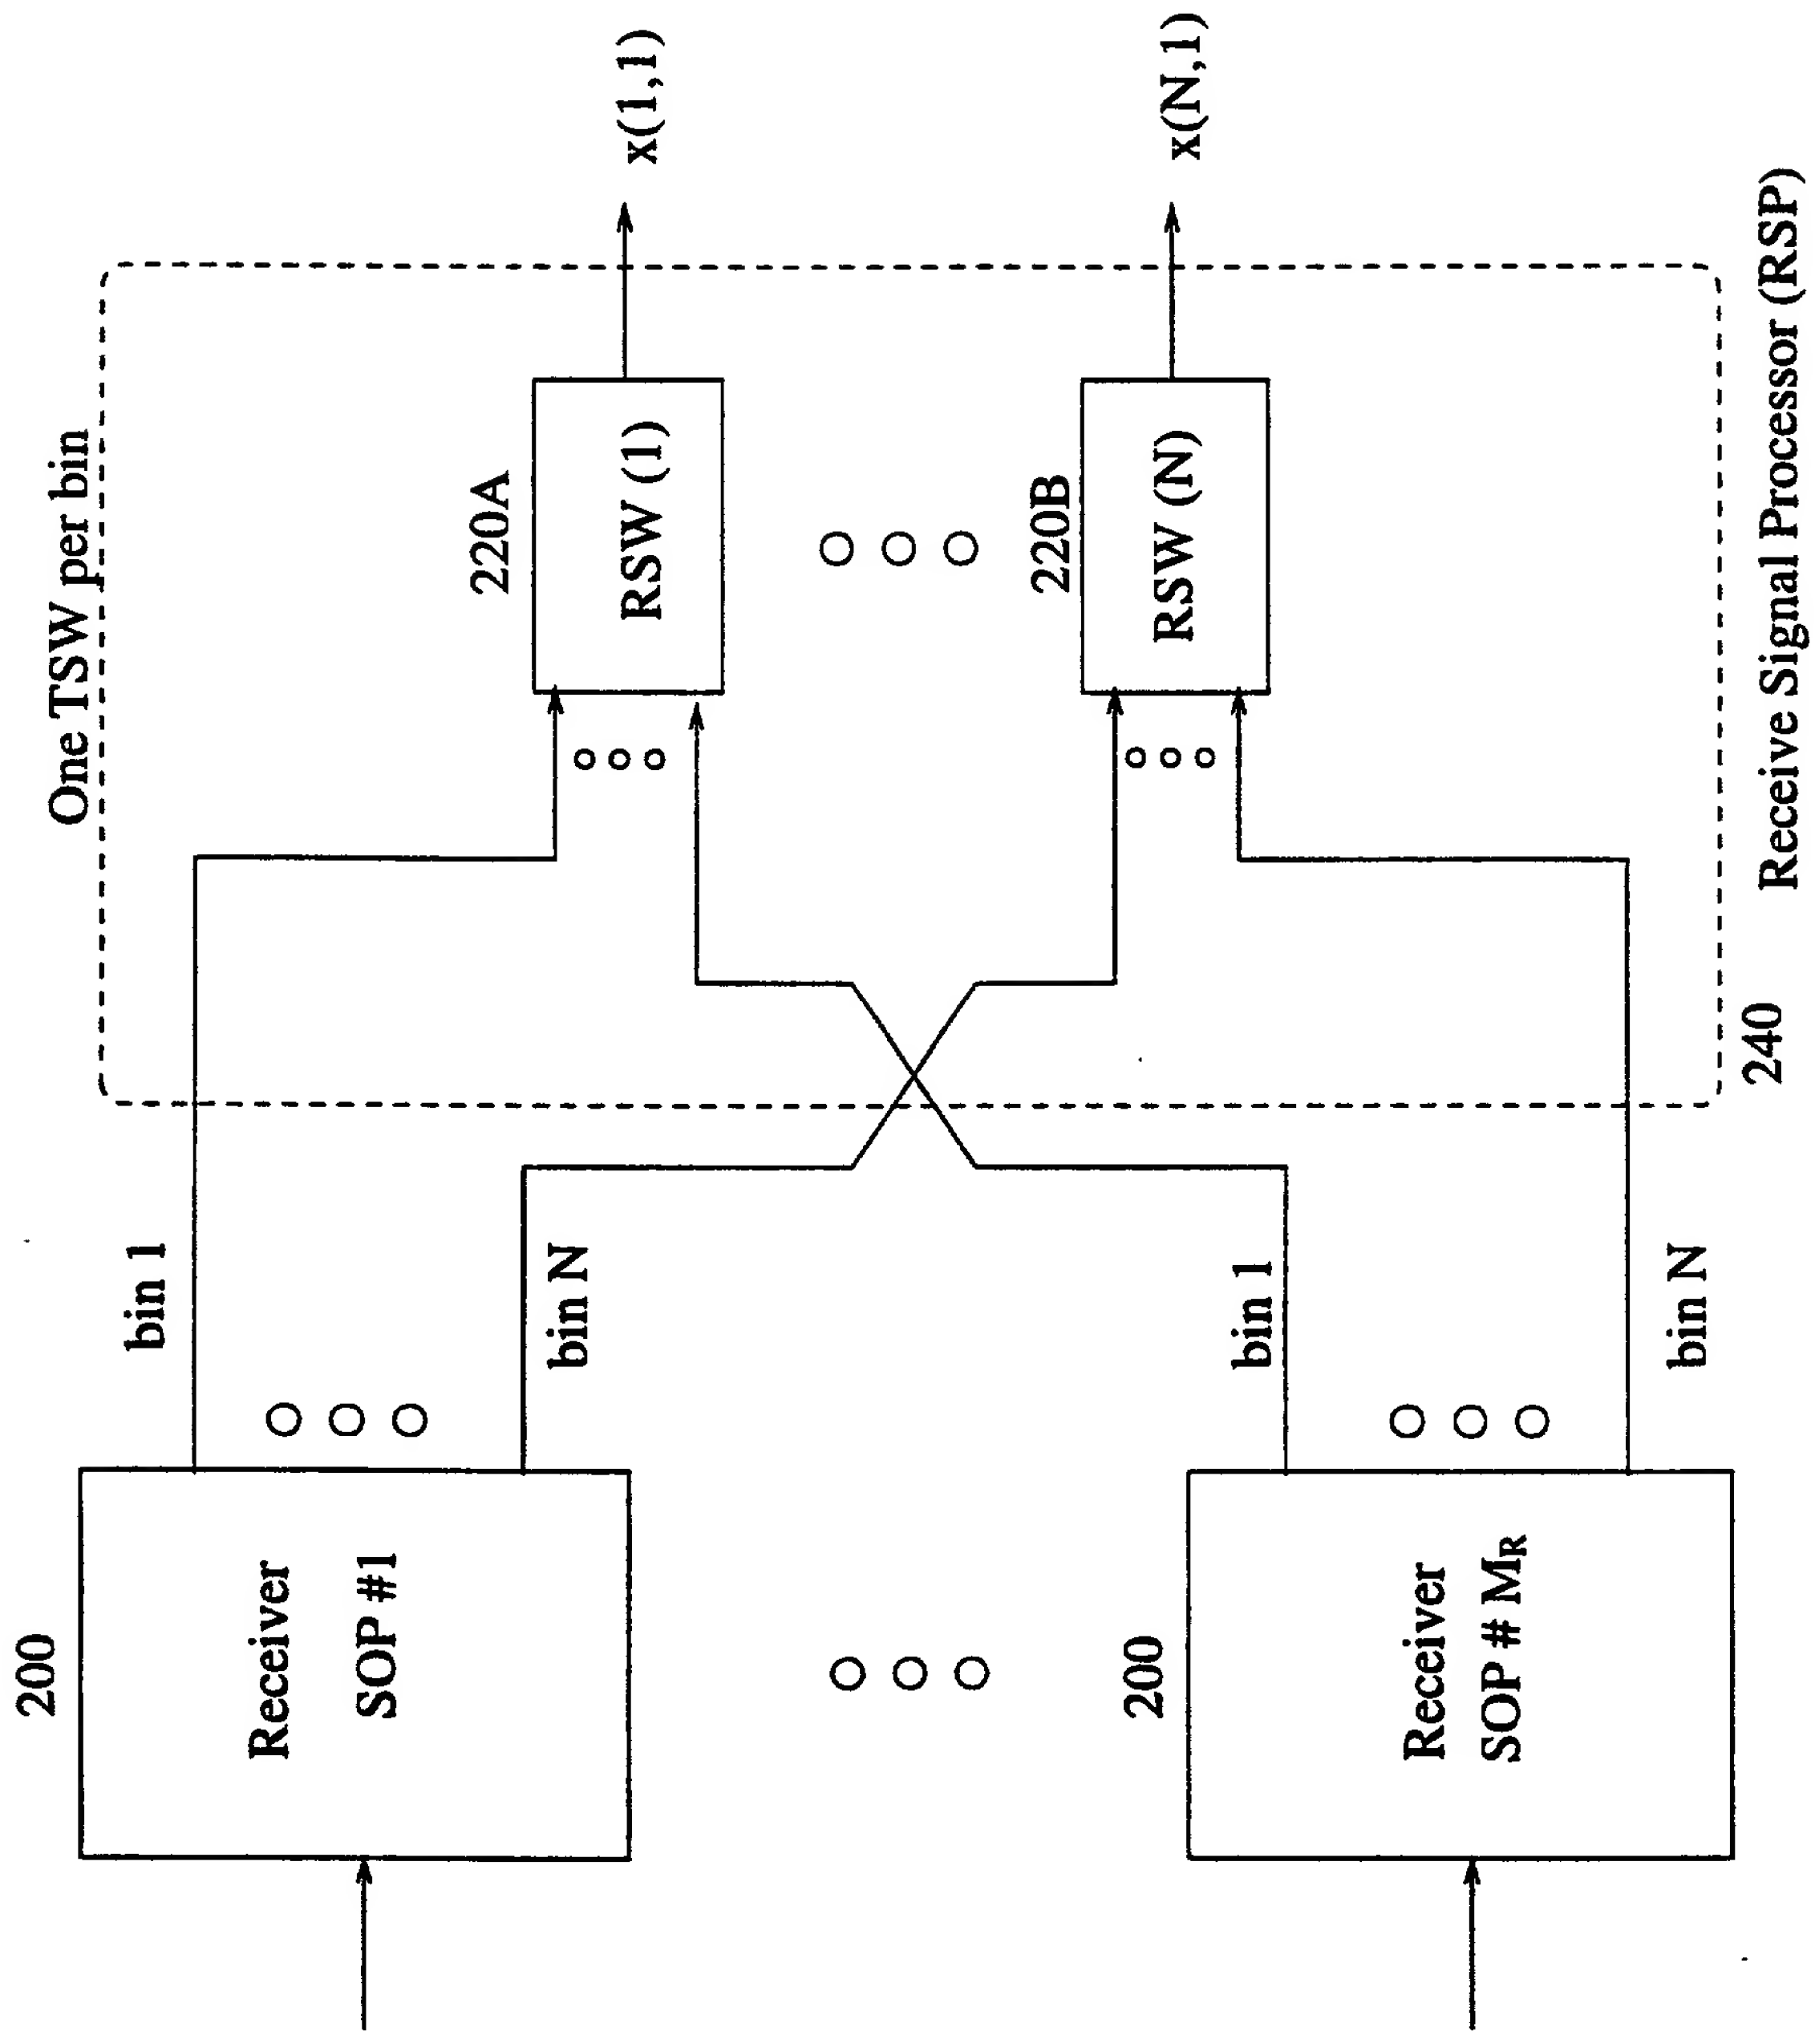 One TSW per bin
200
Receiver
SOP #1
bin 1
bin N
220A
RSW (1)
x(1,1)
200
Receiver
SOP # MR
bin 1
bin N
220B
RSW (N)
x(N,1)
240 Receive Signal Processor (RSP)